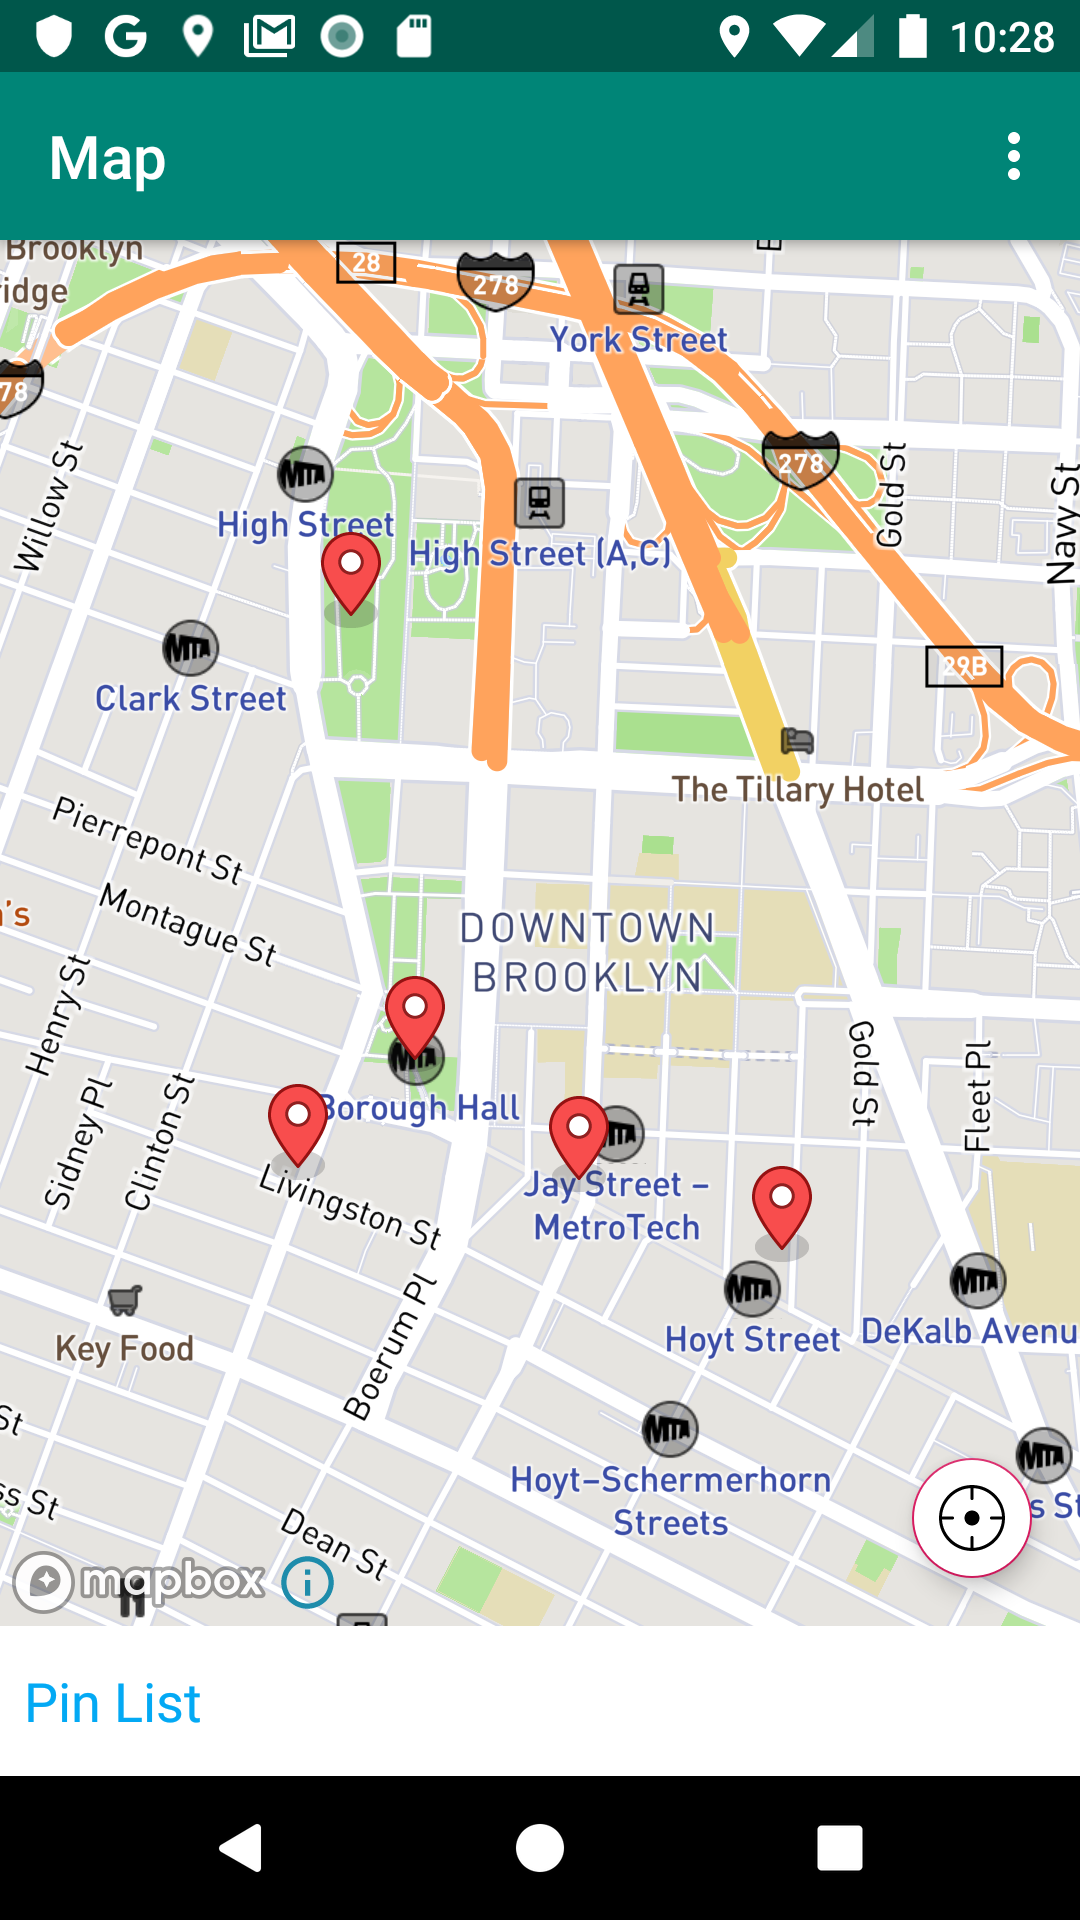 10:28
Map
Brooklyn
ridge
28
278
York Street
78
278
Gold St
Willow St
Navy St
High Street
High Street (A,C)
Clark Street
29B
The Tillary Hotel
Pierrepont St
Montague St
n's
DOWNTOWN
BROOKLYN
Henry St
Gold St
Fleet Pl
Sidney Pl
Clinton St
Borough Hall
Livingston St
Jay Street –
MetroTech
Hoyt Street
DeKalb Avenu
Key Food
Boerum Pl
St
ss St
Hoyt–Schermerhorn
Streets
s St
Dean St
mapbox
Pin List